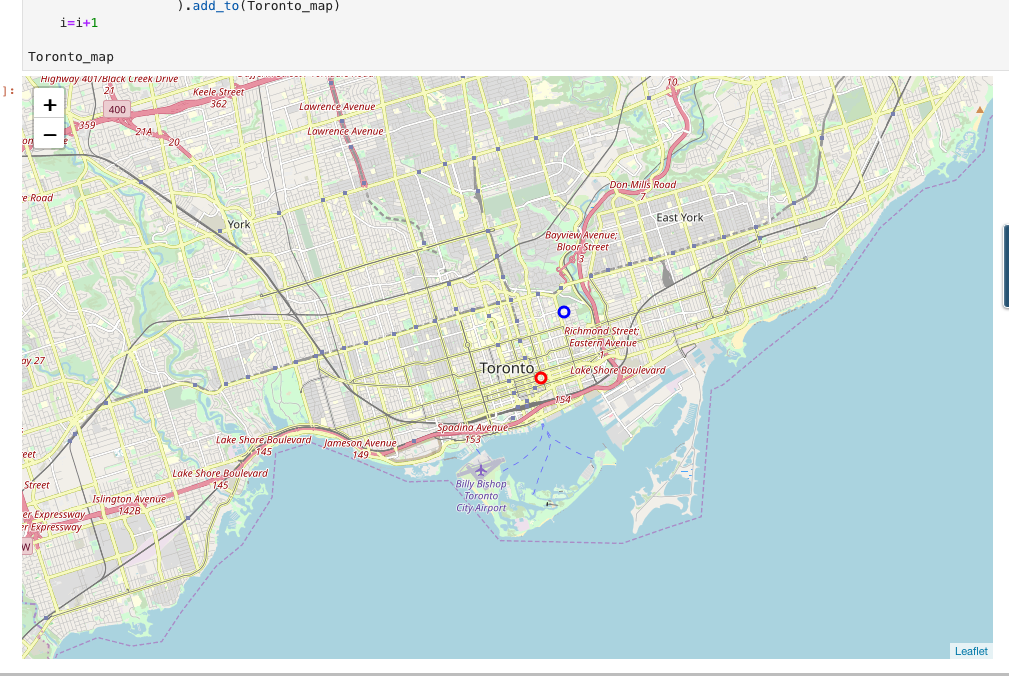 ).add_to(Toronto_map)
i=i+1
Toronto_map
]:
+
−
Highway 401/Black Creek Drive
21
400
359
21A
20
Keele Street
362
Lawrence Avenue
Lawrence Avenue
10
Don Mills Road
7
re Road
York
East York
Bayview Avenue;
Bloor Street
3
Richmond Street;
Eastern Avenue
1
ay 27
Toronto
Lake Shore Boulevard
154
Spadina Avenue
153
Lake Shore Boulevard
145
Jameson Avenue
149
reet
Lake Shore Boulevard
145
Street
Islington Avenue
142B
er Expressway
er Expressway
W
Billy Bishop
Toronto
City Airport
Leaflet